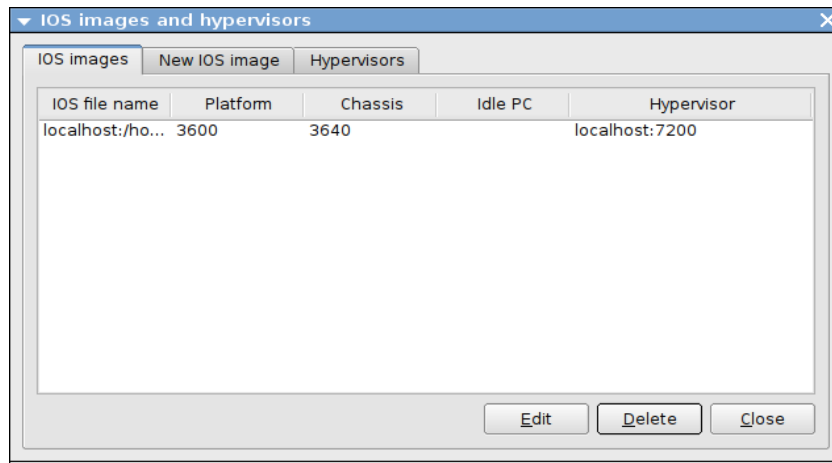 IOS images and hypervisors
IOS images New IOS image Hypervisors
IOS file name Platform Chassis Idle PC Hypervisor
localhost:/ho... 3600 3640 localhost:7200
Edit Delete Close